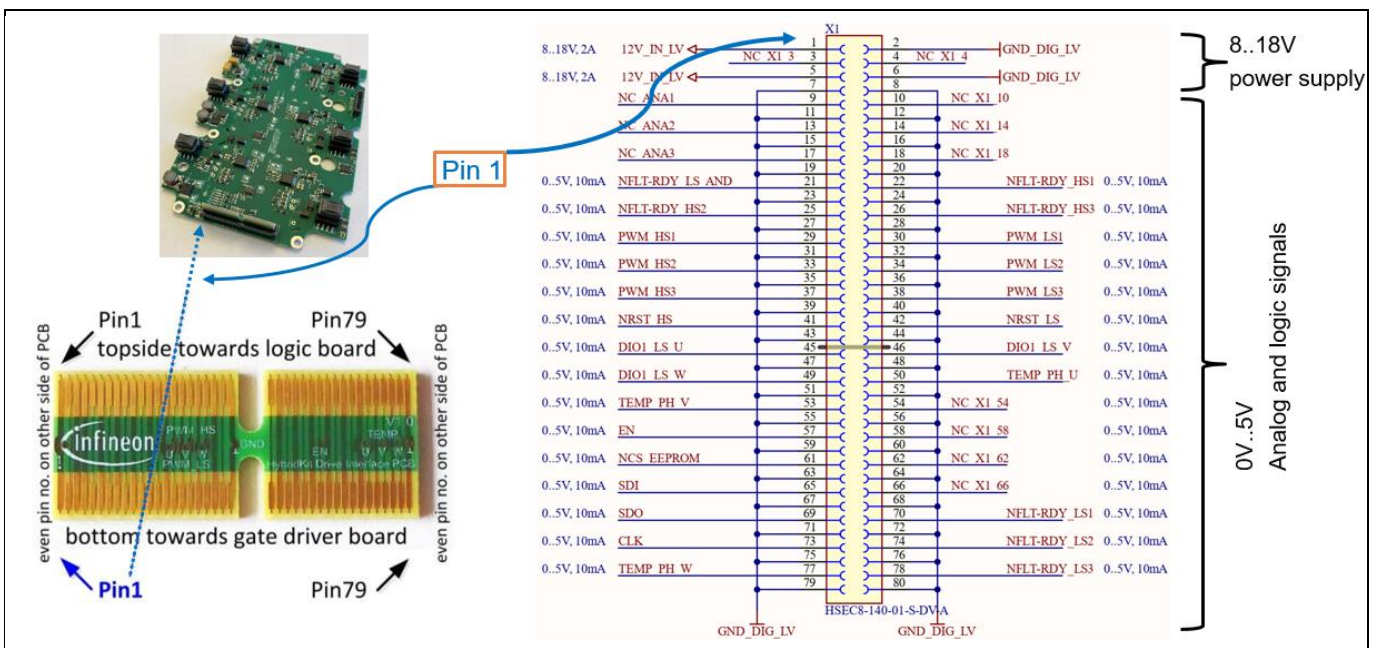 X1
8..18V, 2A 12V_IN_LV 1 2 GND_DIG_LV
NC_X1_3 3 4 NC_X1_4
8..18V, 2A 12V_IN_LV 5 6 GND_DIG_LV
7 8
NC_ANA1 9 10 NC_X1_10
11 12
NC_ANA2 13 14 NC_X1_14
15 16
NC_ANA3 17 18 NC_X1_18
19 20
0..5V, 10mA NFLT-RDY_LS_AND 21 22 NFLT-RDY_HS1 0..5V, 10mA
23 24
0..5V, 10mA NFLT-RDY_HS2 25 26 NFLT-RDY_HS3 0..5V, 10mA
27 28
0..5V, 10mA PWM_HS1 29 30 PWM_LS1 0..5V, 10mA
31 32
0..5V, 10mA PWM_HS2 33 34 PWM_LS2 0..5V, 10mA
35 36
0..5V, 10mA PWM_HS3 37 38 PWM_LS3 0..5V, 10mA
39 40
0..5V, 10mA NRST_HS 41 42 NRST_LS 0..5V, 10mA
43 44
0..5V, 10mA DIO1_LS_U 45 46 DIO1_LS_V 0..5V, 10mA
47 48
0..5V, 10mA DIO1_LS_W 49 50 TEMP_PH_U 0..5V, 10mA
51 52
0..5V, 10mA TEMP_PH_V 53 54 NC_X1_54 0..5V, 10mA
55 56
0..5V, 10mA EN 57 58 NC_X1_58 0..5V, 10mA
59 60
0..5V, 10mA NCS_EEPROM 61 62 NC_X1_62 0..5V, 10mA
63 64
0..5V, 10mA SDI 65 66 NC_X1_66 0..5V, 10mA
67 68
0..5V, 10mA SDO 69 70 NFLT-RDY_LS1 0..5V, 10mA
71 72
0..5V, 10mA CLK 73 74 NFLT-RDY_LS2 0..5V, 10mA
75 76
0..5V, 10mA TEMP_PH_W 77 78 NFLT-RDY_LS3 0..5V, 10mA
79 80
HSEC8-140-01-S-DV-A
GND_DIG_LV GND_DIG_LV
8..18V
power supply
0V..5V
Analog and logic signals
Pin 1
Pin1 Pin79
topside towards logic board
even pin no. on other side of PCB
infineon
PWM HS
U V W
PWM LS
GND
V1.0
TEMP
EN U V W
HybridKit Drive Interface PCB
even pin no. on other side of PCB
bottom towards gate driver board
Pin1 Pin79